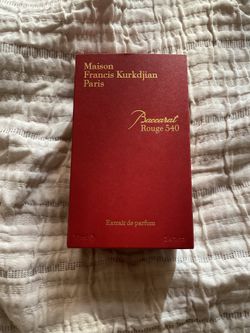 Maison
Francis Kurkdjian
Paris
Baccarat
Rouge 540
Extrait de parfum